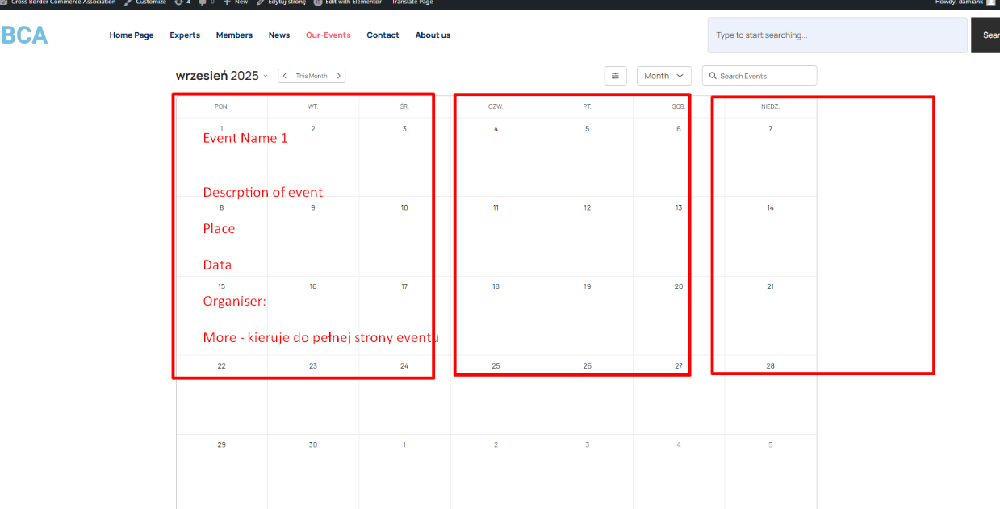 Cross Border Commerce Association Customize 4 0 New Edytuj stronę Edit with Elementor Translate Page Howdy, damiank
BCA Home Page Experts Members News Our-Events Contact About us Type to start searching... Sear
wrzesień 2025 This Month Month Search Events
PON. WT. ŚR. CZW. PT. SOB. NIEDZ.
1 2 3 4 5 6 7
Event Name 1
Descrption of event
8 9 10 11 12 13 14
Place
Data
15 16 17 18 19 20 21
Organiser:
More - kieruje do pełnej strony eventu
22 23 24 25 26 27 28
29 30 1 2 3 4 5